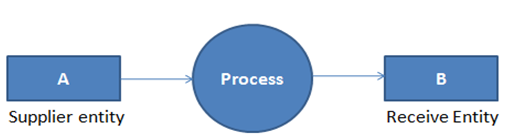 A
Process
B
Supplier entity
Receive Entity